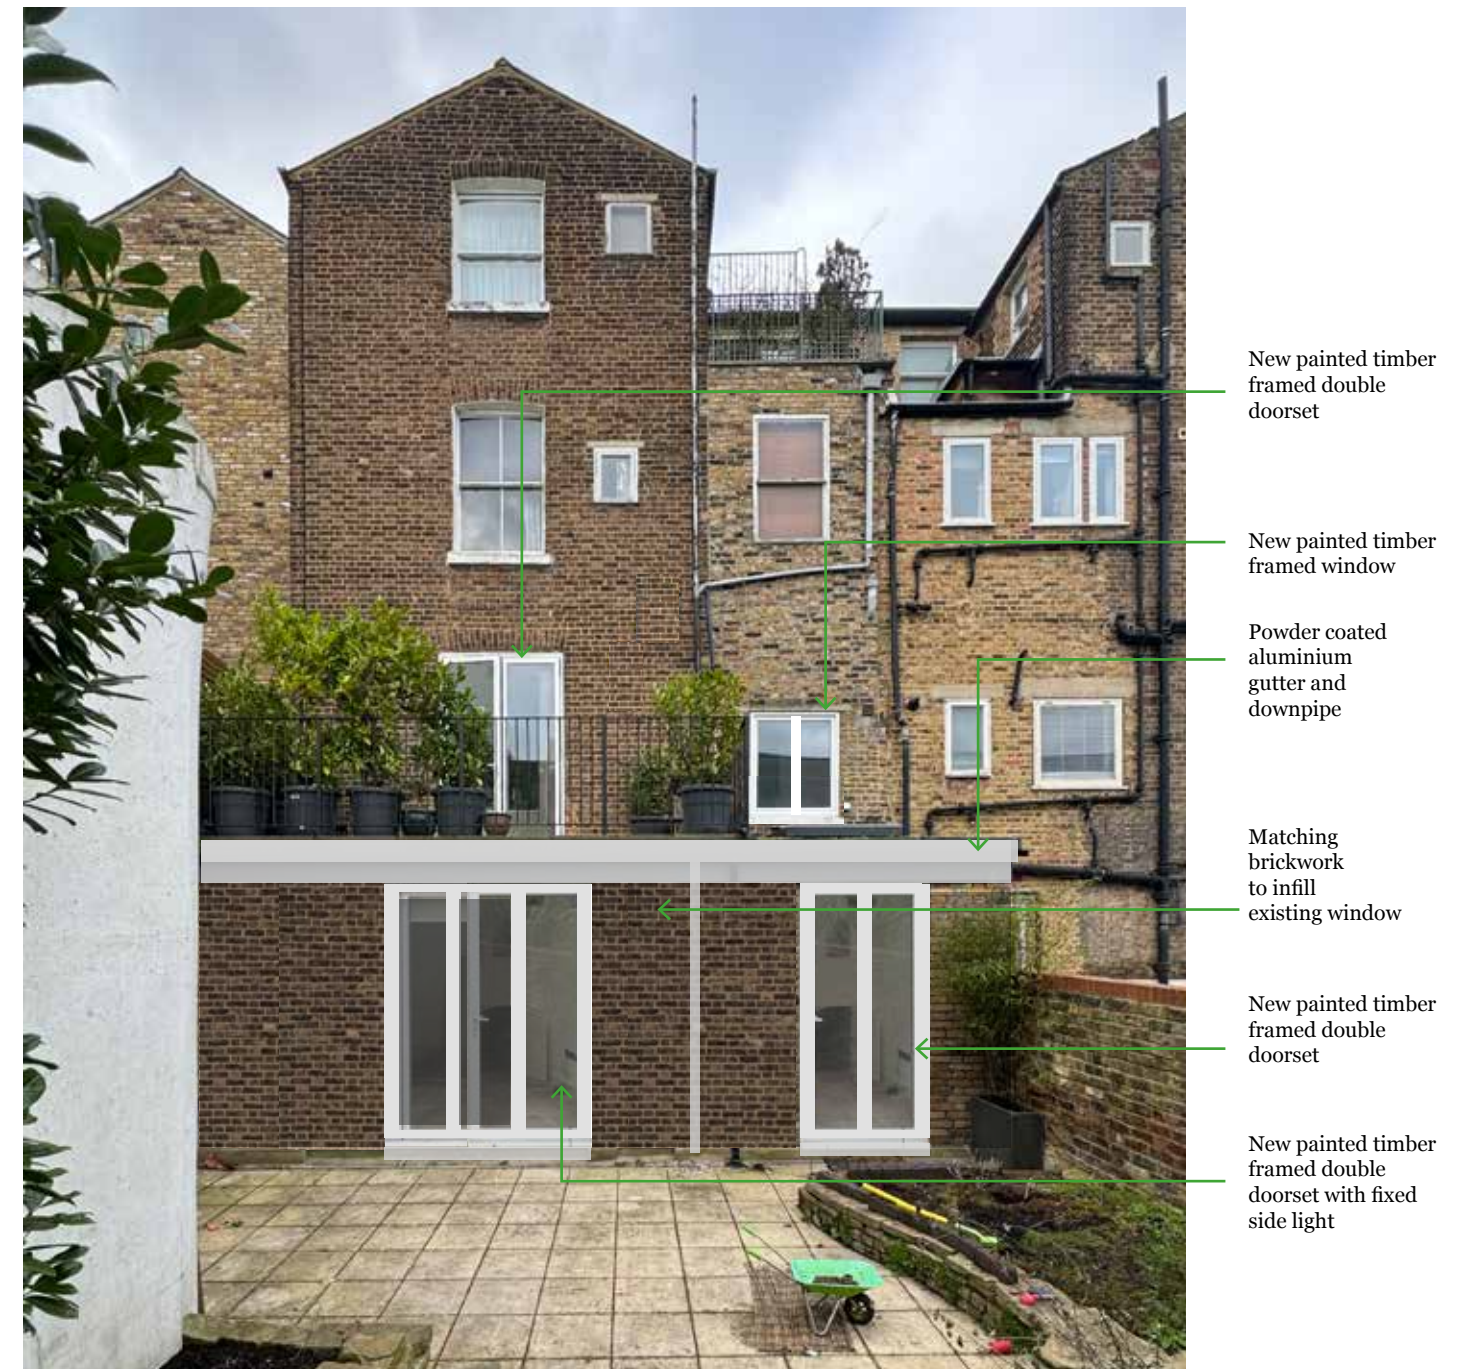 New painted timber
framed double
doorset
New painted timber
framed window
Powder coated
aluminium
gutter and
downpipe
Matching
brickwork
to infill
existing window
New painted timber
framed double
doorset
New painted timber
framed double
doorset with fixed
side light